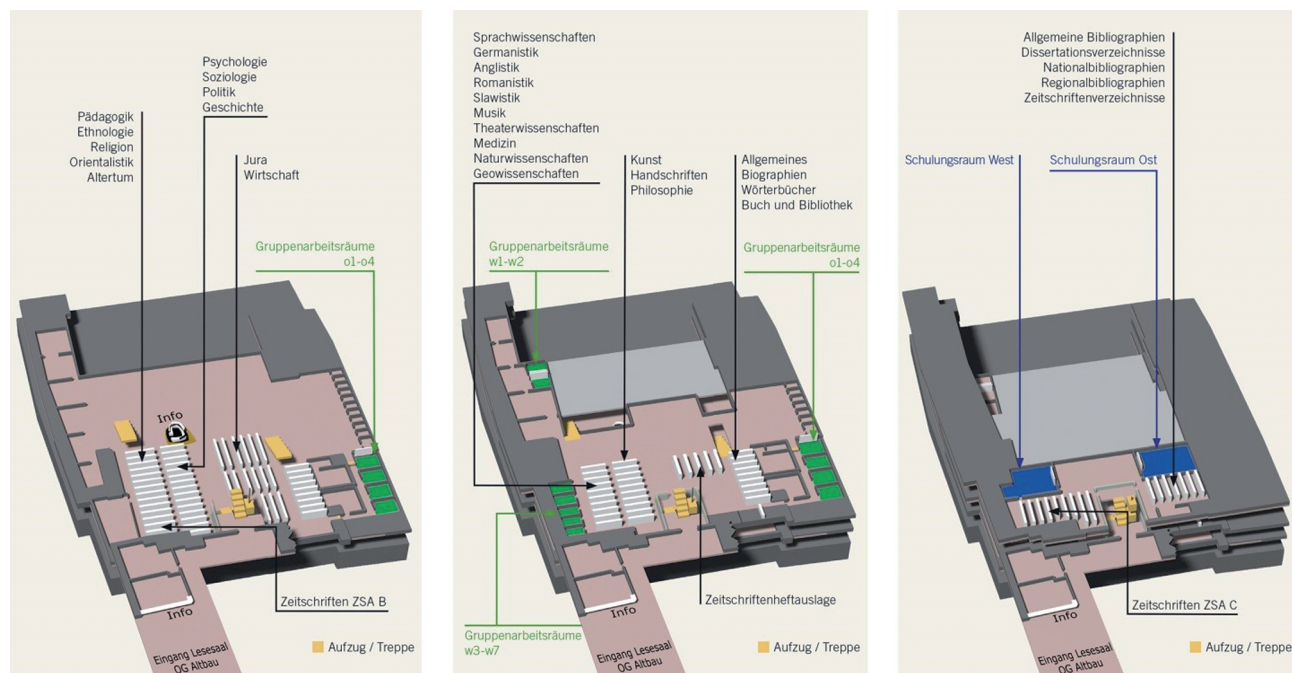 Psychologie
Soziologie
Politik
Geschichte
Pädagogik
Ethnologie
Religion
Orientalistik
Altertum
Jura
Wirtschaft
Gruppenarbeitsräume
o1-o4
Info
Zeitschriften ZSA B
Info
Aufzug / Treppe
Eingang Lesesaal
OG Altbau
Sprachwissenschaften
Germanistik
Anglistik
Romanistik
Slawistik
Musik
Theaterwissenschaften
Medizin
Naturwissenschaften
Geowissenschaften
Kunst
Handschriften
Philosophie
Allgemeines
Biographien
Wörterbücher
Buch und Bibliothek
Gruppenarbeitsräume
w1-w2
Gruppenarbeitsräume
o1-o4
Zeitschriftenheftauslage
Info
Gruppenarbeitsräume
w3-w7
Aufzug / Treppe
Eingang Lesesaal
OG Altbau
Allgemeine Bibliographien
Dissertationsverzeichnisse
Nationalbibliographien
Regionalbibliographien
Zeitschriftenverzeichnisse
Schulungsraum West
Schulungsraum Ost
Zeitschriften ZSA C
Info
Aufzug / Treppe
Eingang Lesesaal
OG Altbau